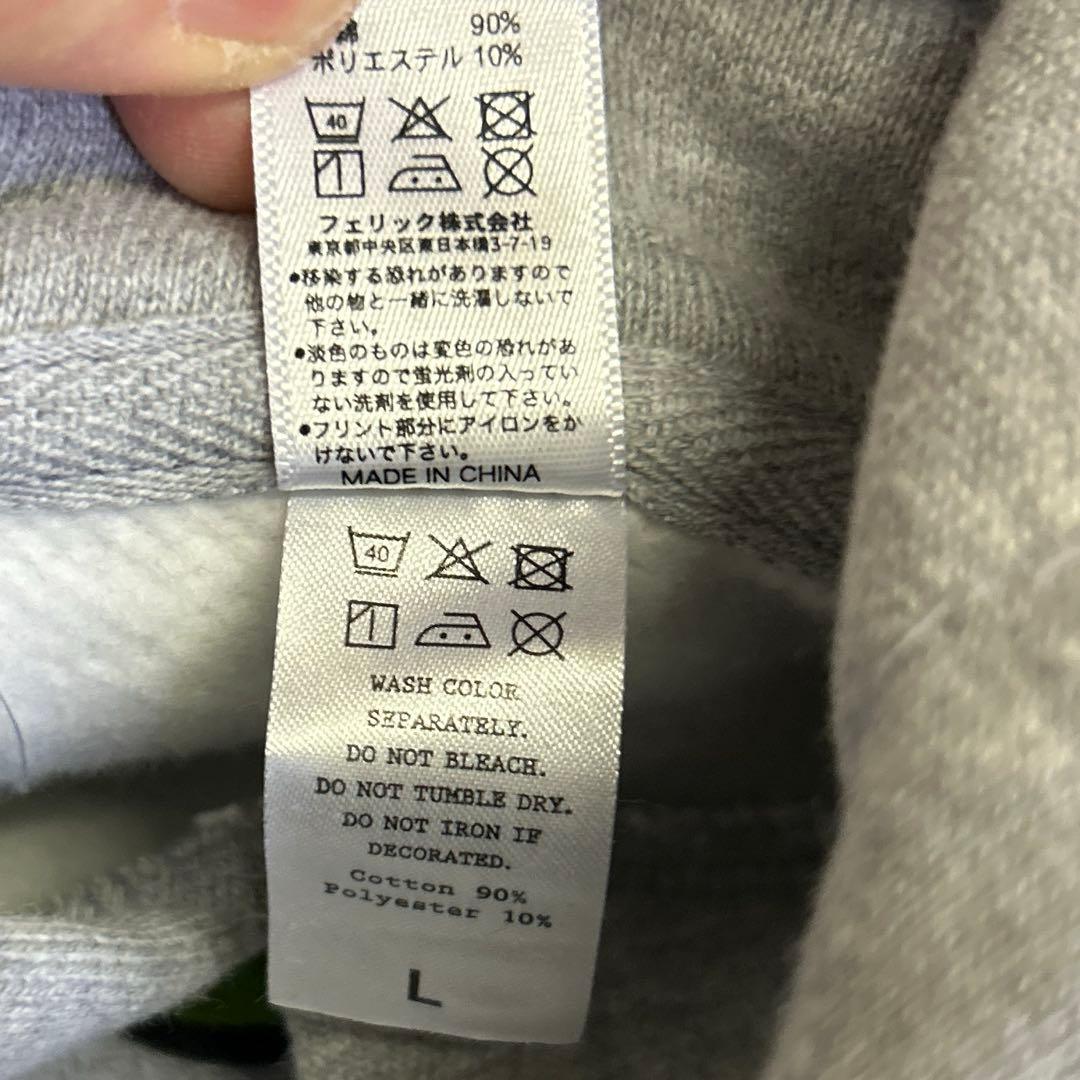 綿 90%
ポリエステル 10%
40
フェリック株式会社
東京都中央区東日本橋3-7-19
●移染する恐れがありますので
他の物と一緒に洗濯しないで
下さい。
●淡色のものは変色の恐れがあ
りますので蛍光剤の入ってい
ない洗剤を使用して下さい。
●プリント部分にアイロンをか
けないで下さい。
MADE IN CHINA
40
WASH COLOR
SEPARATELY.
DO NOT BLEACH.
DO NOT TUMBLE DRY.
DO NOT IRON IF
DECORATED.
Cotton 90%
Polyester 10%
L